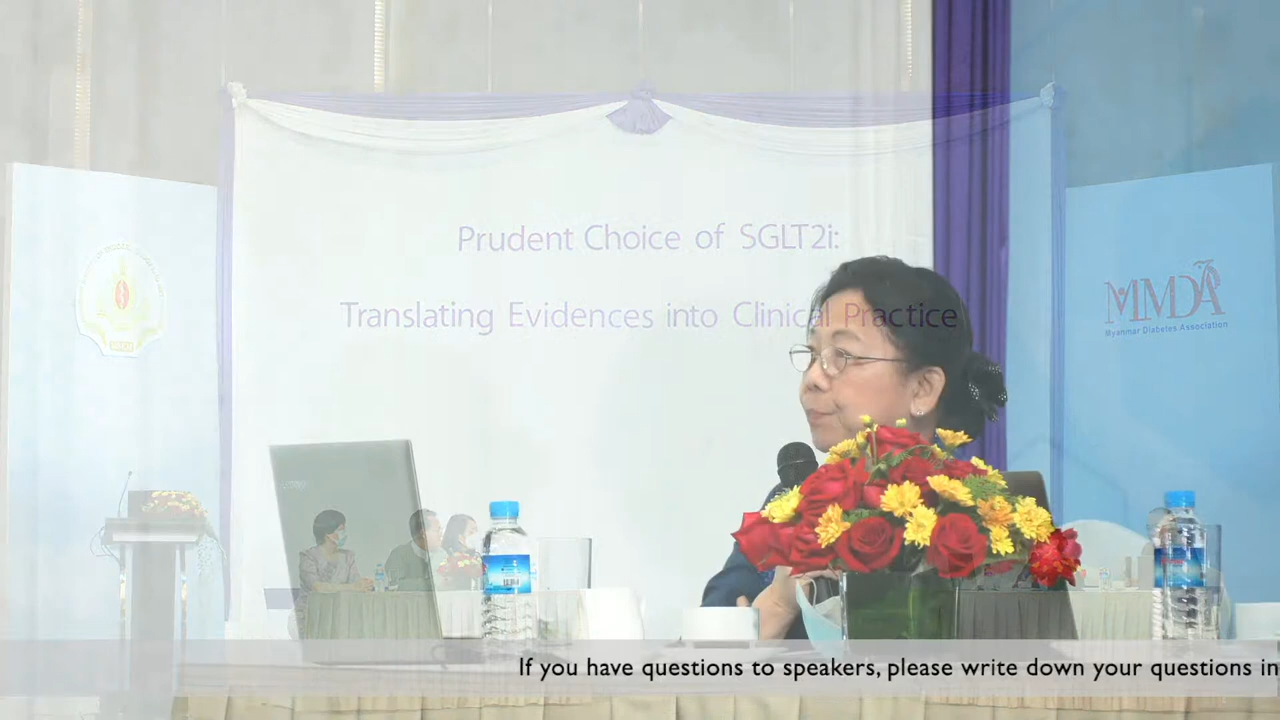 Prudent Choice of SGLT2i:
Translating Evidences into Clinical Practice
MMDA
Myanmar Diabetes Association
If you have questions to speakers, please write down your questions in